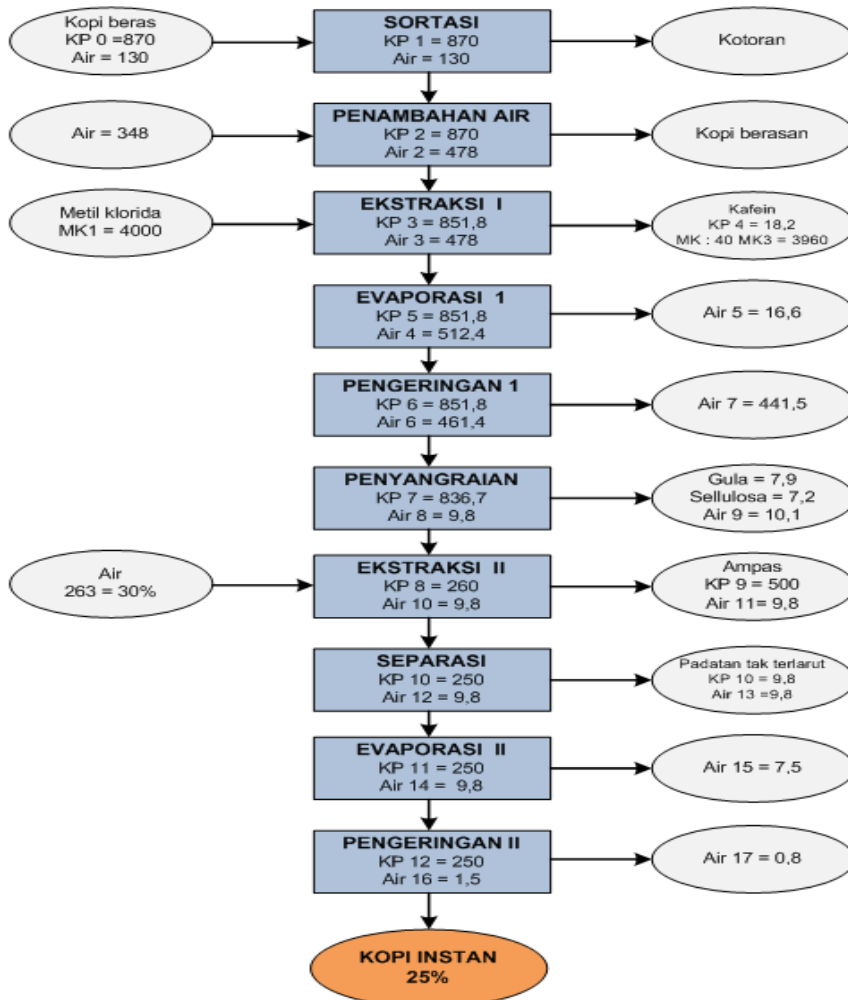 Kopi beras
KP 0 =870
Air = 130
SORTASI
KP 1 = 870
Air = 130
Kotoran
Air = 348
PENAMBAHAN AIR
KP 2 = 870
Air 2 = 478
Kopi berasan
Metil klorida
MK1 = 4000
EKSTRAKSI I
KP 3 = 851,8
Air 3 = 478
Kafein
KP 4 = 18,2
MK : 40 MK3 = 3960
EVAPORASI 1
KP 5 = 851,8
Air 4 = 512,4
Air 5 = 16,6
PENGERINGAN 1
KP 6 = 851,8
Air 6 = 461,4
Air 7 = 441,5
PENYANGRAIAN
KP 7 = 836,7
Air 8 = 9,8
Gula = 7,9
Sellulosa = 7,2
Air 9 = 10,1
Air
263 = 30%
EKSTRAKSI II
KP 8 = 260
Air 10 = 9,8
Ampas
KP 9 = 500
Air 11= 9,8
SEPARASI
KP 10 = 250
Air 12 = 9,8
Padatan tak terlarut
KP 10 = 9,8
Air 13 =9,8
EVAPORASI II
KP 11 = 250
Air 14 = 9,8
Air 15 = 7,5
PENGERINGAN II
KP 12 = 250
Air 16 = 1,5
Air 17 = 0,8
KOPI INSTAN
25%